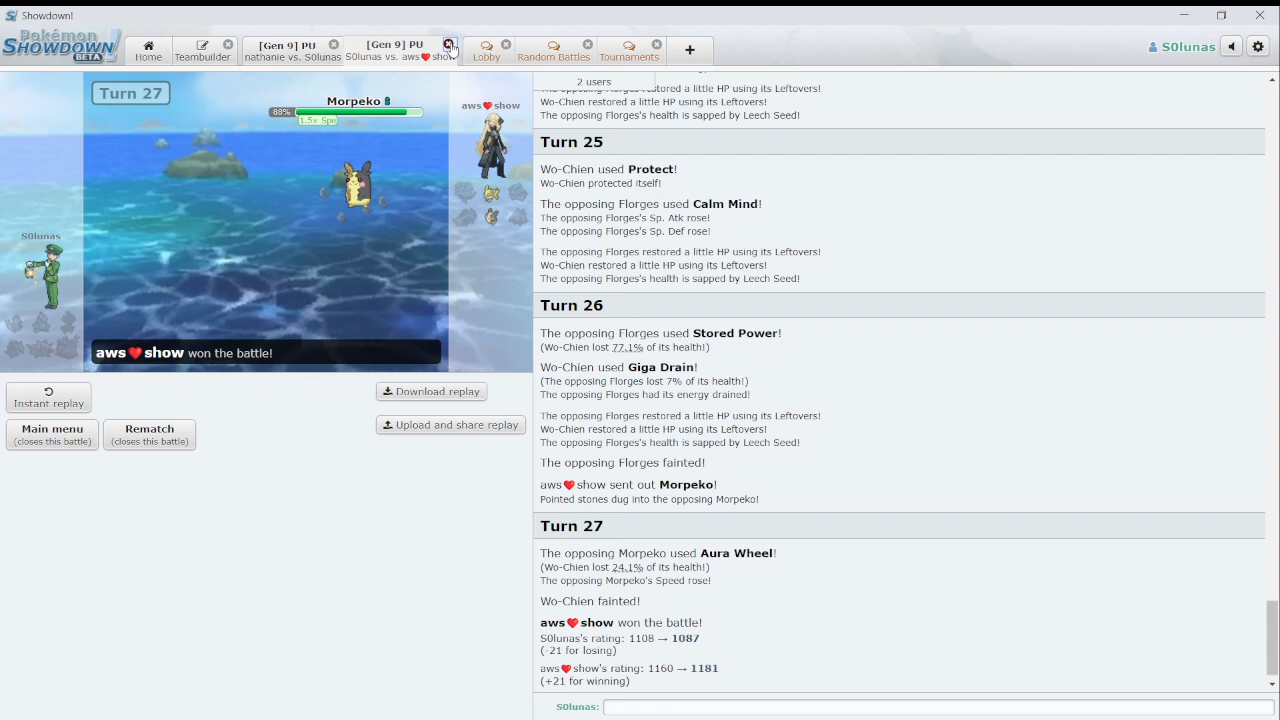 Showdown!
Pokémon
SHOWDOWN!
BETA
Home
Teambuilder
[Gen 9] PU
nathanie vs. S0lunas
[Gen 9] PU
S0lunas vs. aws❤show
Lobby
Random Battles
Tournaments
S0lunas
Turn 27
Morpeko
88%
1.5× Spe
aws❤show
S0lunas
aws❤show won the battle!
Instant replay
Download replay
Upload and share replay
Main menu
(closes this battle)
Rematch
(closes this battle)
2 users
The opposing Florges restored a little HP using its Leftovers!
Wo-Chien restored a little HP using its Leftovers!
The opposing Florges's health is sapped by Leech Seed!
Turn 25
Wo-Chien used Protect!
Wo-Chien protected itself!
The opposing Florges used Calm Mind!
The opposing Florges's Sp. Atk rose!
The opposing Florges's Sp. Def rose!
The opposing Florges restored a little HP using its Leftovers!
Wo-Chien restored a little HP using its Leftovers!
The opposing Florges's health is sapped by Leech Seed!
Turn 26
The opposing Florges used Stored Power!
(Wo-Chien lost 77.1% of its health!)
Wo-Chien used Giga Drain!
(The opposing Florges lost 7% of its health!)
The opposing Florges had its energy drained!
The opposing Florges restored a little HP using its Leftovers!
Wo-Chien restored a little HP using its Leftovers!
The opposing Florges's health is sapped by Leech Seed!
The opposing Florges fainted!
aws❤show sent out Morpeko!
Pointed stones dug into the opposing Morpeko!
Turn 27
The opposing Morpeko used Aura Wheel!
(Wo-Chien lost 24.1% of its health!)
The opposing Morpeko's Speed rose!
Wo-Chien fainted!
aws❤show won the battle!
S0lunas's rating: 1108 → 1087
(-21 for losing)
aws❤show's rating: 1160 → 1181
(+21 for winning)
S0lunas: